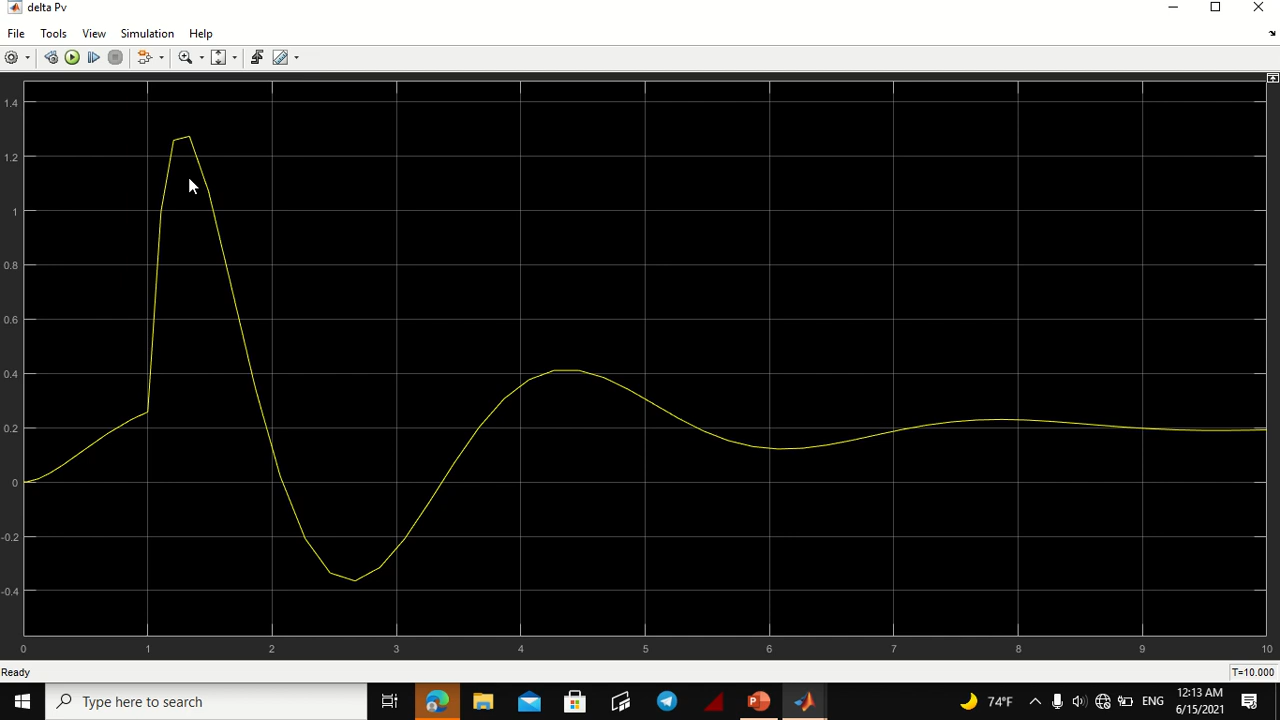 delta Pv
File Tools View Simulation Help
1.4
1.2
1
0.8
0.6
0.4
0.2
0
-0.2
-0.4
0 1 2 3 4 5 6 7 8 9 10
Ready T=10.000
Type here to search 74°F ENG 12:13 AM
6/15/2021